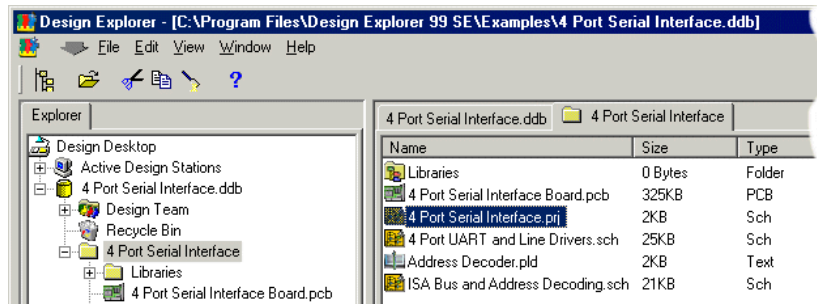 Design Explorer - [C:\Program Files\Design Explorer 99 SE\Examples\4 Port Serial Interface.ddb]
File Edit View Window Help
?
Explorer
Design Desktop
Active Design Stations
4 Port Serial Interface.ddb
Design Team
Recycle Bin
4 Port Serial Interface
Libraries
4 Port Serial Interface Board.pcb
4 Port Serial Interface.ddb 4 Port Serial Interface
Name Size Type
Libraries 0 Bytes Folder
4 Port Serial Interface Board.pcb 325KB PCB
4 Port Serial Interface.prj 2KB Sch
4 Port UART and Line Drivers.sch 25KB Sch
Address Decoder.pld 2KB Text
ISA Bus and Address Decoding.sch 21KB Sch